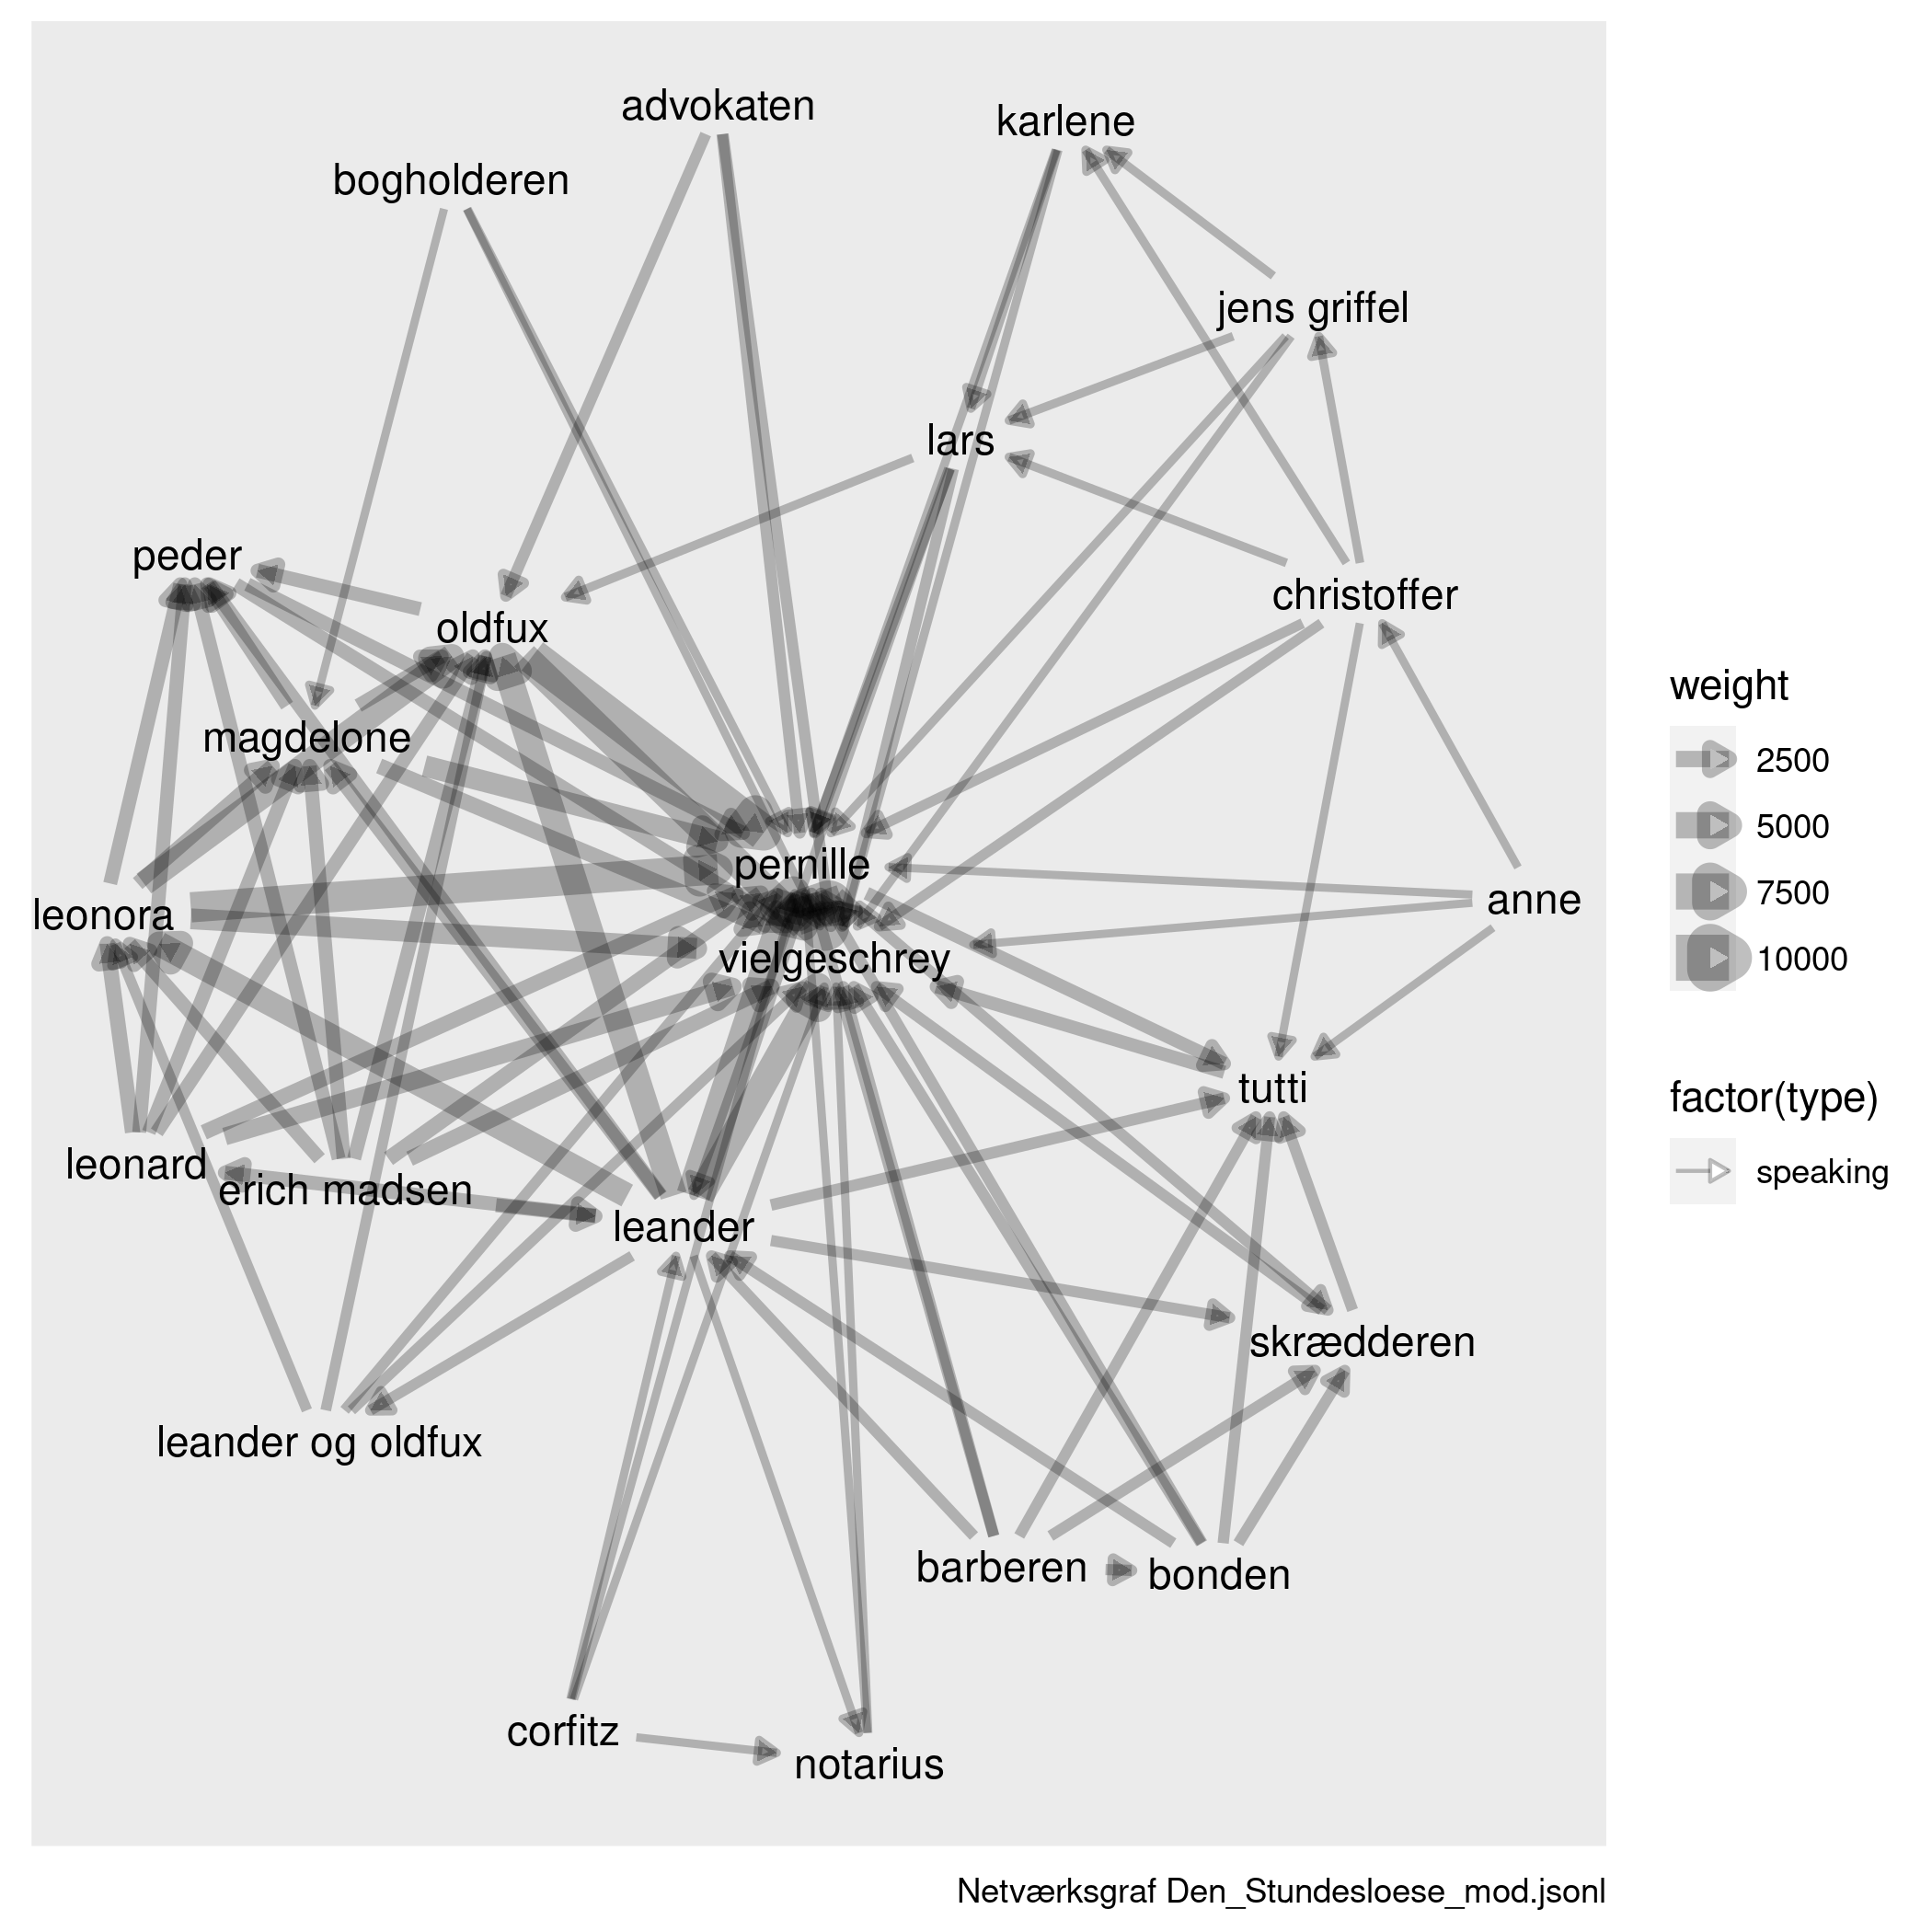 advokaten
karlene
bogholderen
jens griffel
lars
peder
christoffer
oldfux
magdelone
pernille
leonora
anne
vielgeschrey
tutti
leonard
erich madsen
leander
skrædderen
leander og oldfux
barberen
bonden
corfitz
notarius
weight
2500
5000
7500
10000
factor(type)
speaking
Netværksgraf Den_Stundesloese_mod.jsonl